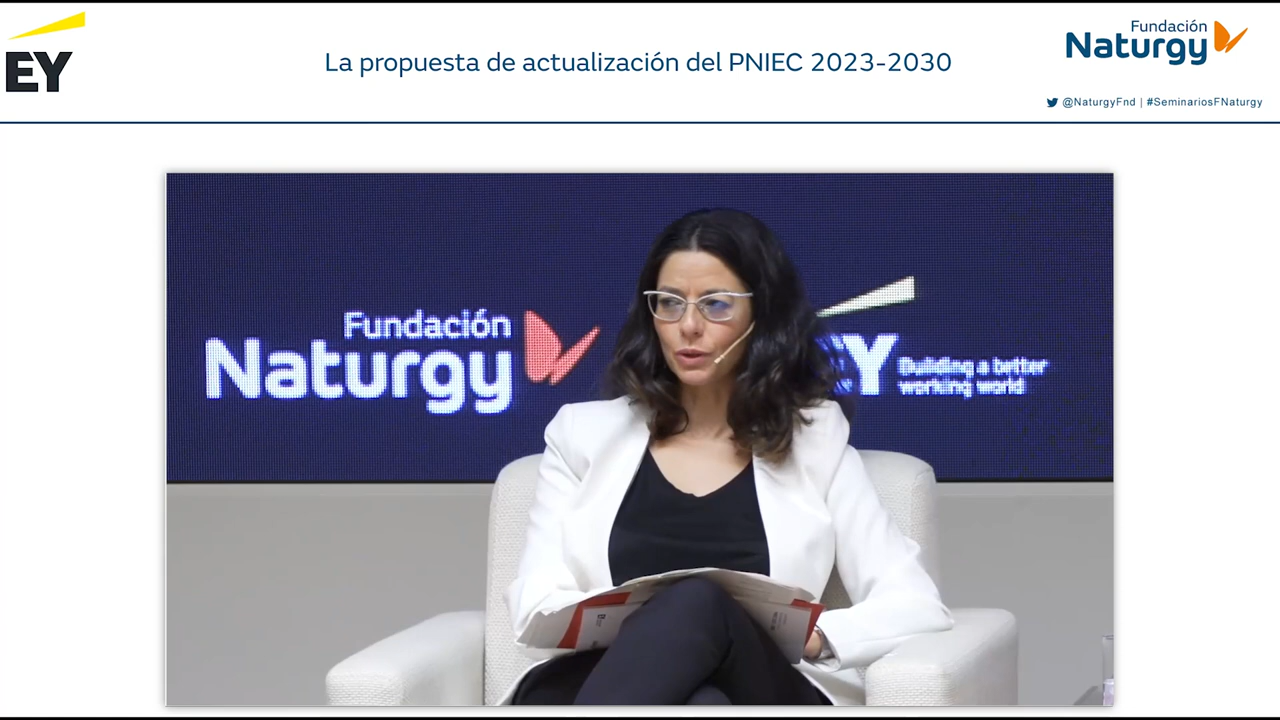 EY
La propuesta de actualización del PNIEC 2023-2030
Fundación
Naturgy
@NaturgyFnd | #SeminariosFNaturgy
Fundación
Naturgy
Y
Building a better
working world